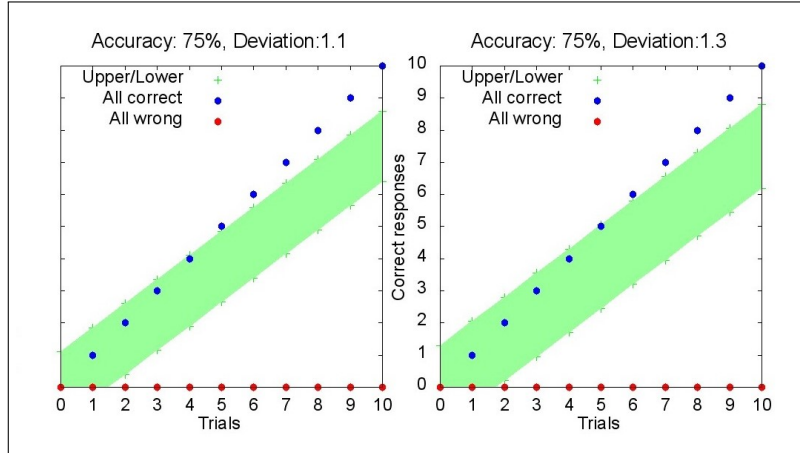 Accuracy: 75%, Deviation:1.1
Upper/Lower
All correct
All wrong
0 1 2 3 4 5 6 7 8 9 10
Trials
Accuracy: 75%, Deviation:1.3
10
9
8
7
6
5
4
3
2
1
0
Correct responses
Upper/Lower
All correct
All wrong
0 1 2 3 4 5 6 7 8 9 10
Trials